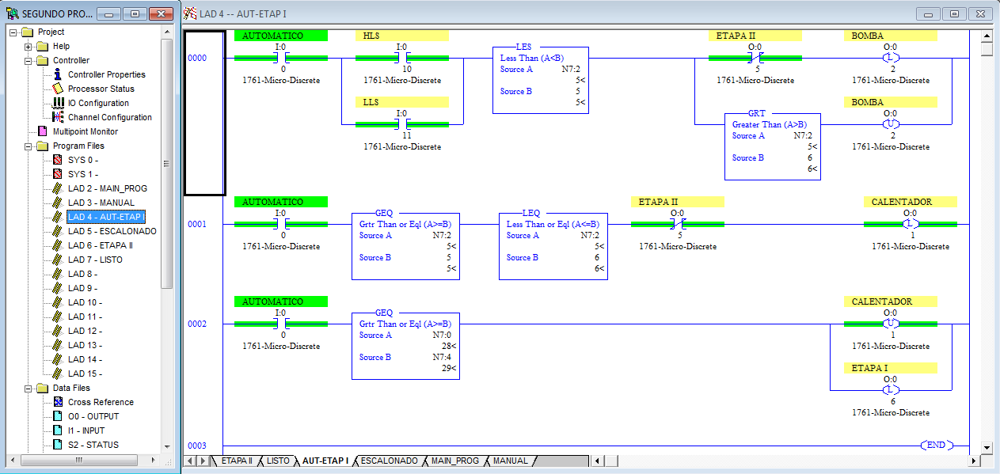 SEGUNDO PRO...
Project
Help
Controller
Controller Properties
Processor Status
IO Configuration
Channel Configuration
Multipoint Monitor
Program Files
SYS 0 -
SYS 1 -
LAD 2 - MAIN_PROG
LAD 3 - MANUAL
LAD 4 - AUT-ETAP I
LAD 5 - ESCALONADO
LAD 6 - ETAPA II
LAD 7 - LISTO
LAD 8 -
LAD 9 -
LAD 10 -
LAD 11 -
LAD 12 -
LAD 13 -
LAD 14 -
LAD 15 -
Data Files
Cross Reference
O0 - OUTPUT
I1 - INPUT
S2 - STATUS
LAD 4 -- AUT-ETAP I
0000
AUTOMATICO
I:0
0
1761-Micro-Discrete
HLS
I:0
10
1761-Micro-Discrete
LLS
I:0
11
1761-Micro-Discrete
LES
Less Than (A<B)
Source A N7:2
5<
Source B 5
5<
ETAPA II
O:0
5
1761-Micro-Discrete
BOMBA
O:0
L
2
1761-Micro-Discrete
GRT
Greater Than (A>B)
Source A N7:2
5<
Source B 6
6<
BOMBA
O:0
U
2
1761-Micro-Discrete
0001
AUTOMATICO
I:0
0
1761-Micro-Discrete
GEQ
Grtr Than or Eql (A>=B)
Source A N7:2
5<
Source B 5
5<
LEQ
Less Than or Eql (A<=B)
Source A N7:2
5<
Source B 6
6<
ETAPA II
O:0
5
1761-Micro-Discrete
CALENTADOR
O:0
L
1
1761-Micro-Discrete
0002
AUTOMATICO
I:0
0
1761-Micro-Discrete
GEQ
Grtr Than or Eql (A>=B)
Source A N7:0
28<
Source B N7:4
29<
CALENTADOR
O:0
U
1
1761-Micro-Discrete
ETAPA I
O:0
L
6
1761-Micro-Discrete
0003
END
ETAPA II LISTO AUT-ETAP I ESCALONADO MAIN_PROG MANUAL